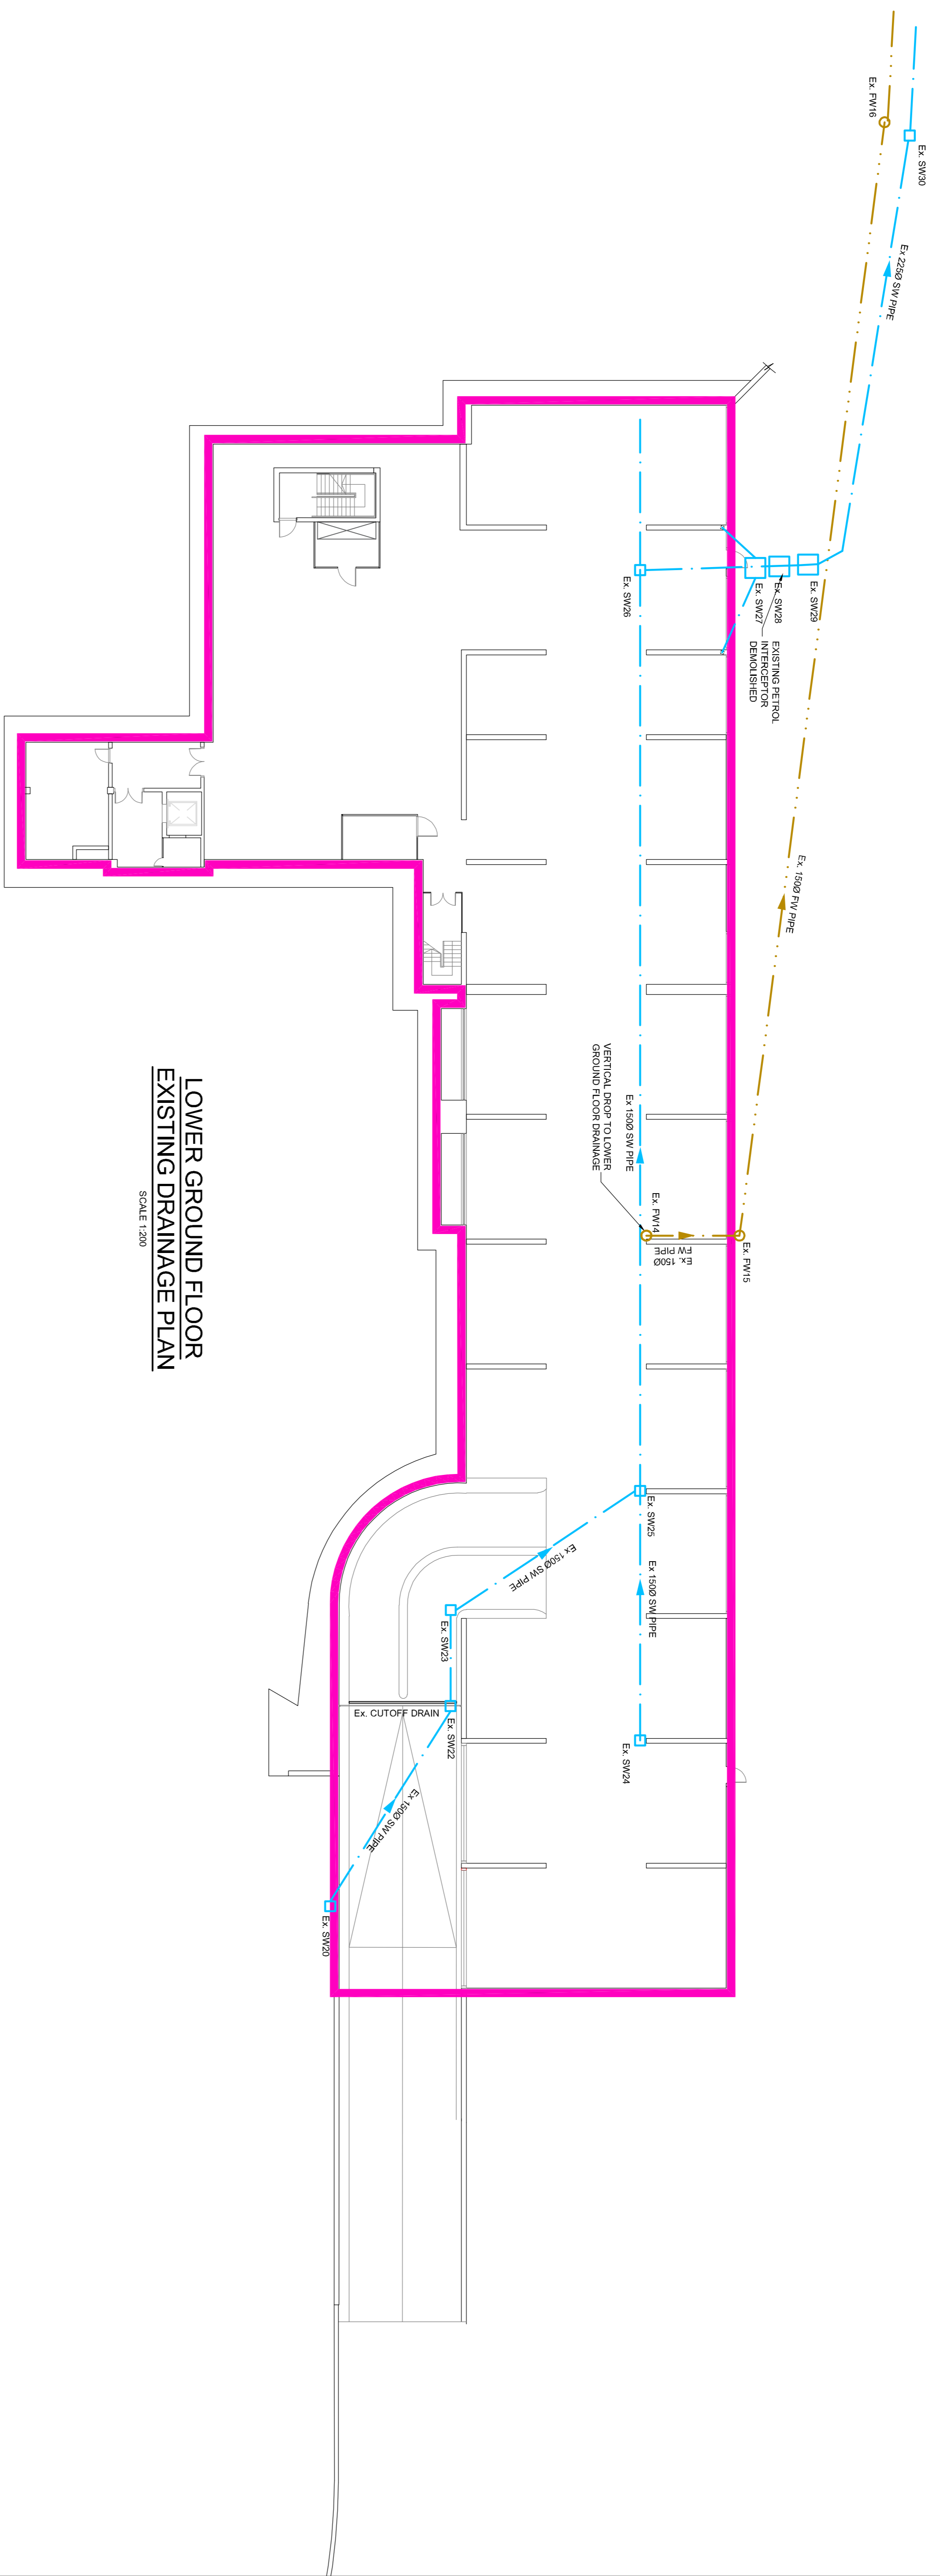 Ex. FW16
Ex. SW30
Ex 225Ø SW PIPE
Ex. SW29
Ex. SW28
Ex. SW27
Ex. SW26
EXISTING PETROL
INTERCEPTOR
DEMOLISHED
Ex. 150Ø FW PIPE
VERTICAL DROP TO LOWER
GROUND FLOOR DRAINAGE
Ex 150Ø SW PIPE
Ex. FW14
Ex. 150Ø
FW PIPE
Ex. FW15
LOWER GROUND FLOOR
EXISTING DRAINAGE PLAN
SCALE 1:200
Ex. SW25
Ex 150Ø SW PIPE
Ex 150Ø SW PIPE
Ex. SW23
Ex. CUTOFF DRAIN
Ex. SW22
Ex. SW24
Ex 150Ø SW PIPE
Ex. SW20